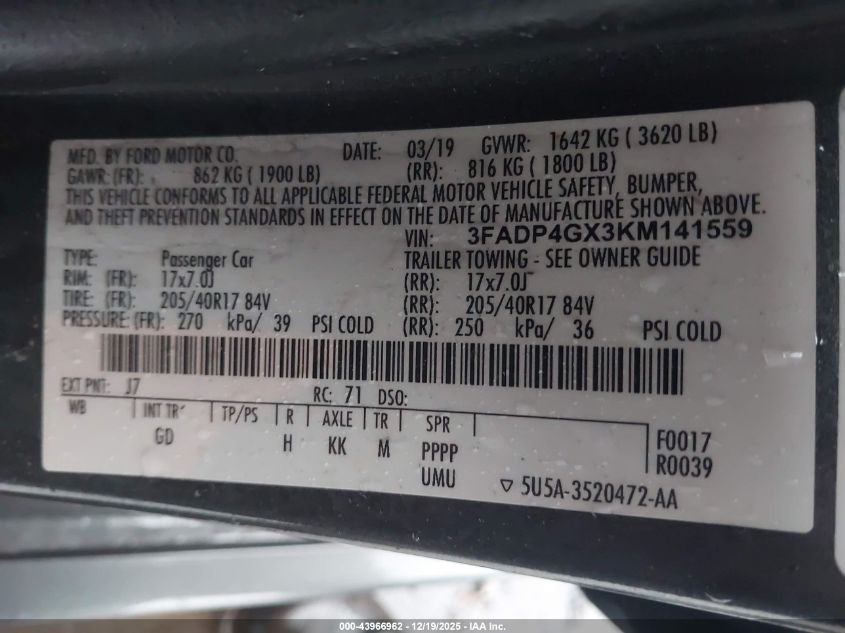 MFD. BY FORD MOTOR CO. DATE: 03/19 GVWR: 1642 KG ( 3620 LB)
GAWR: (FR): 862 KG ( 1900 LB) (RR): 816 KG ( 1800 LB)
THIS VEHICLE CONFORMS TO ALL APPLICABLE FEDERAL MOTOR VEHICLE SAFETY, BUMPER,
AND THEFT PREVENTION STANDARDS IN EFFECT ON THE DATE OF MANUFACTURE SHOWN ABOVE.
VIN: 3FADP4GX3KM141559
TYPE: Passenger Car TRAILER TOWING - SEE OWNER GUIDE
RIM: (FR): 17x7.0J (RR): 17x7.0J
TIRE: (FR): 205/40R17 84V (RR): 205/40R17 84V
PRESSURE: (FR): 270 kPa/ 39 PSI COLD (RR): 250 kPa/ 36 PSI COLD
EXT PNT: J7 RC: 71 DSO:
WB INT TR TP/PS R AXLE TR SPR
GD H KK M PPPP
UMU
F0017
R0039
▽ 5U5A-3520472-AA
000-43966962 - 12/19/2025 - IAA Inc.